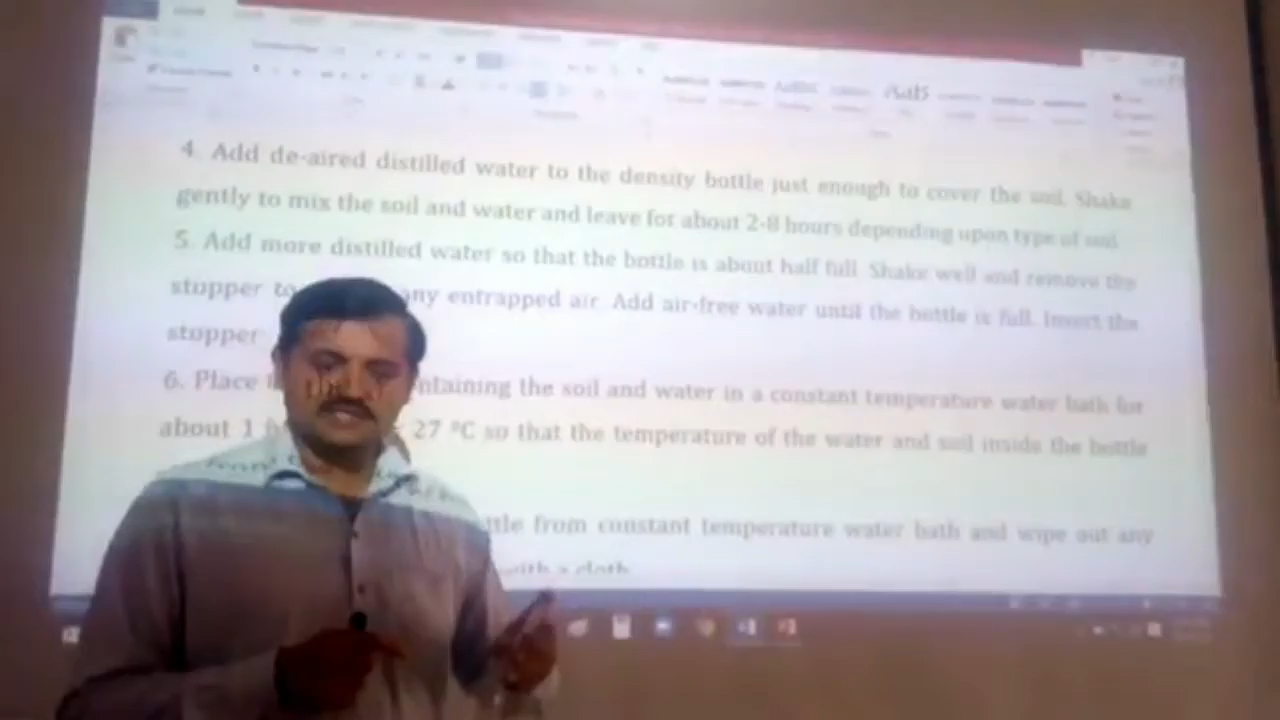 4. Add de-aired distilled water to the density bottle just enough to cover the soil. Shake
gently to mix the soil and water and leave for about 2-8 hours depending upon type of soil
5. Add more distilled water so that the bottle is about half full. Shake well and remove the
stopper to any entrapped air. Add air-free water until the bottle is full. Insert the
stopper
6. Place containing the soil and water in a constant temperature water bath for
about 1 27 ºC so that the temperature of the water and soil inside the bottle
from constant temperature water bath and wipe out any
with a cloth